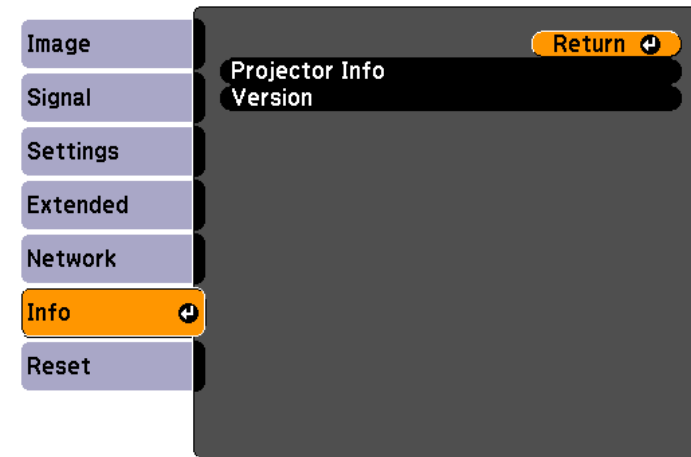 Image
Signal
Settings
Extended
Network
Info
Reset
Return
Projector Info
Version